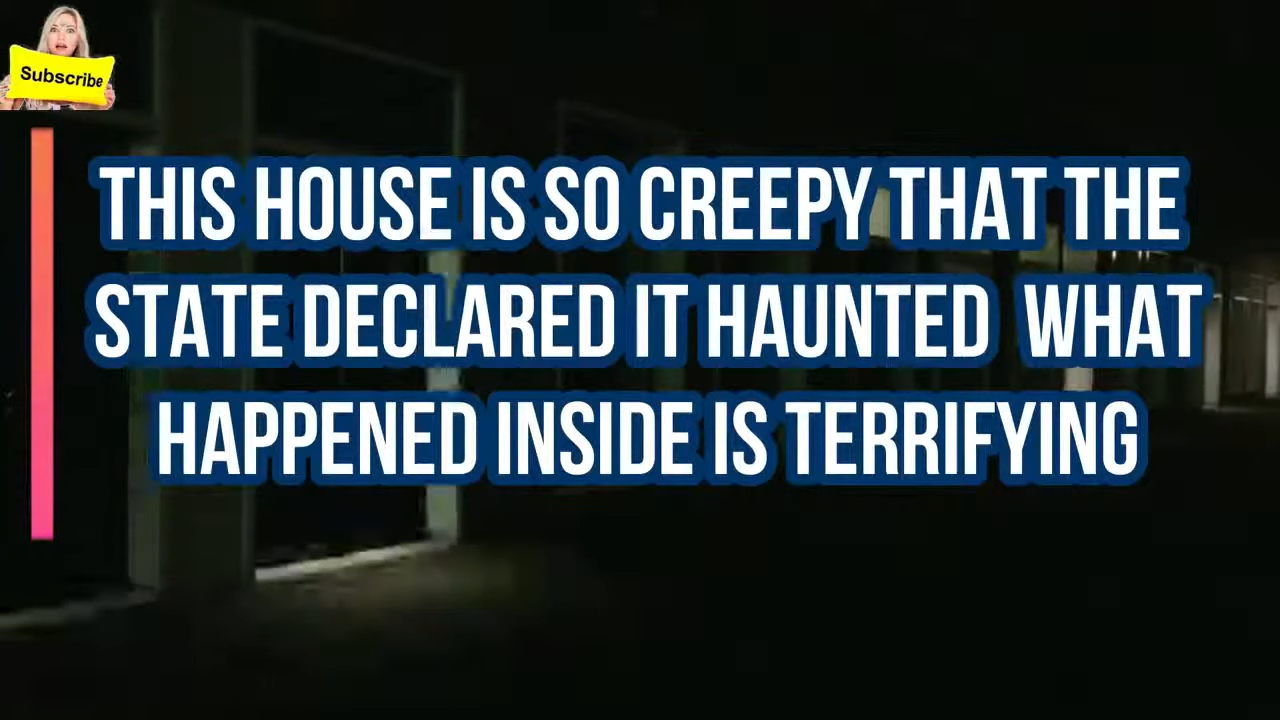 Subscribe
THIS HOUSE IS SO CREEPY THAT THE
STATE DECLARED IT HAUNTED  WHAT
HAPPENED INSIDE IS TERRIFYING